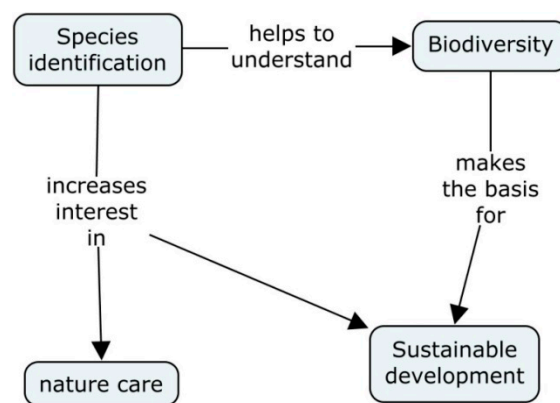 Species
identification
helps to
understand
Biodiversity
increases
interest
in
makes
the basis
for
nature care
Sustainable
development